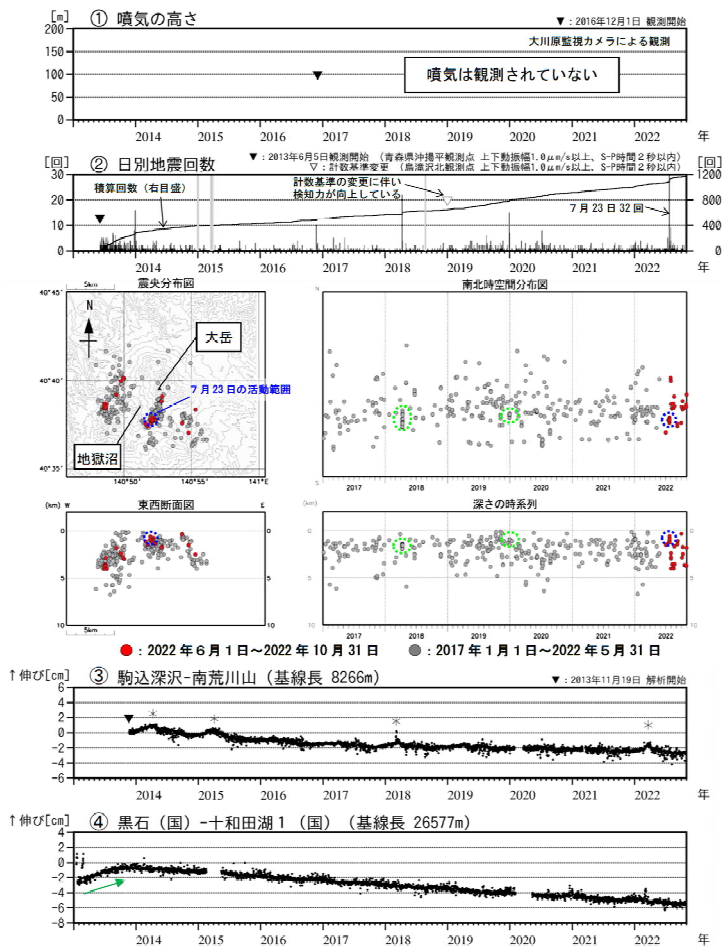 ① 噴気の高さ
▼：2016年12月1日 観測開始
[m]
200
150
100
50
0
大川原監視カメラによる観測
噴気は観測されていない
2014 2015 2016 2017 2018 2019 2020 2021 2022 年
② 日別地震回数
▼：2013年6月5日観測開始 （青森県沖揚平観測点 上下動振幅1.0μm/s以上、S-P時間2秒以内）
▽：計数基準変更 （鳥滝沢北観測点 上下動振幅1.0μm/s以上、S-P時間2秒以内）
[回]
30
20
10
0
積算回数（右目盛）
計数基準の変更に伴い
検知力が向上している
7月23日32回
[回]
1200
800
400
0
2014 2015 2016 2017 2018 2019 2020 2021 2022 年
震央分布図
5km
40°45'
40°40'
40°35'
N
大岳
7月23日の活動範囲
地獄沼
140°50' 140°55' 141°E
南北時空間分布図
N
S
2017 2018 2019 2020 2021 2022
東西断面図
(km) W E
0
5
10
0
5
10
5km
深さの時系列
(km)
0
5
10
0
5
10
2017 2018 2019 2020 2021 2022
●：2022年6月1日～2022年10月31日 ●：2017年1月1日～2022年5月31日
↑伸び[cm] ③ 駒込深沢-南荒川山（基線長 8266m）
▼：2013年11月19日 解析開始
6
4
2
0
-2
-4
-6
2014 2015 2016 2017 2018 2019 2020 2021 2022 年
↑伸び[cm] ④ 黒石（国）-十和田湖1（国）（基線長 26577m）
4
2
0
-2
-4
-6
-8
2014 2015 2016 2017 2018 2019 2020 2021 2022 年